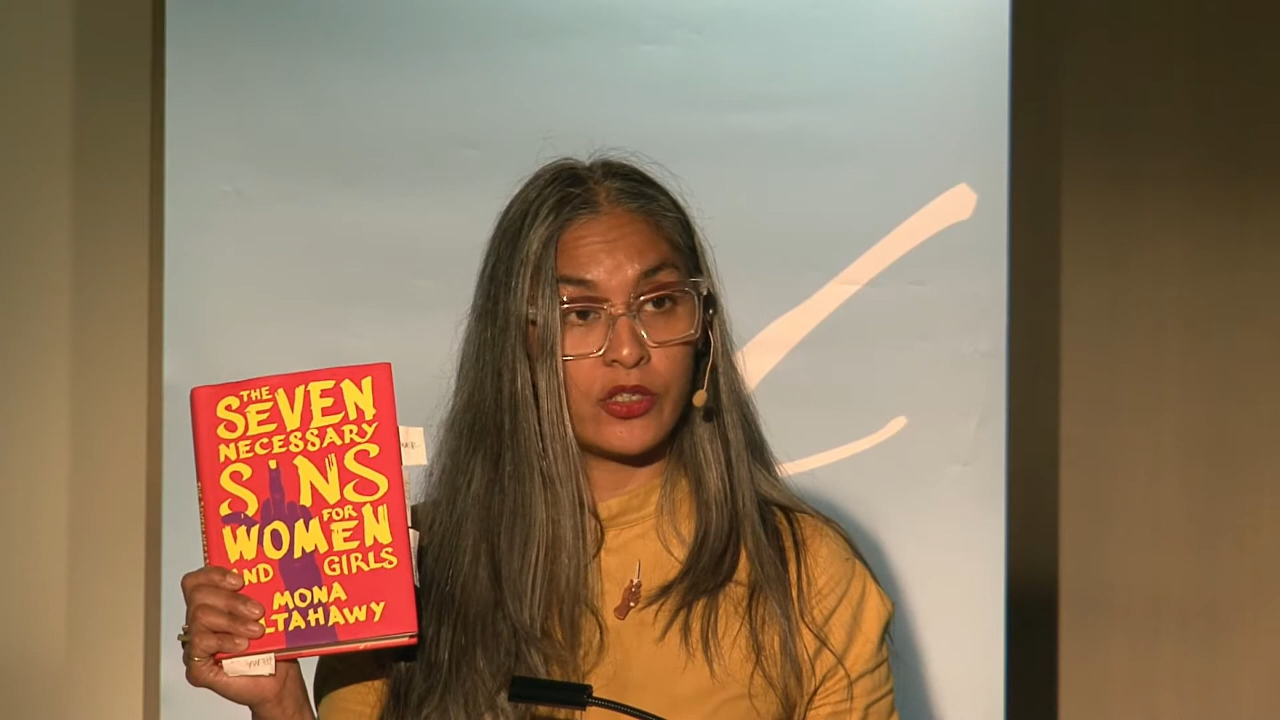 THE
SEVEN
NECESSARY
SINS
FOR
WOMEN
AND GIRLS
MONA
ELTAHAWY